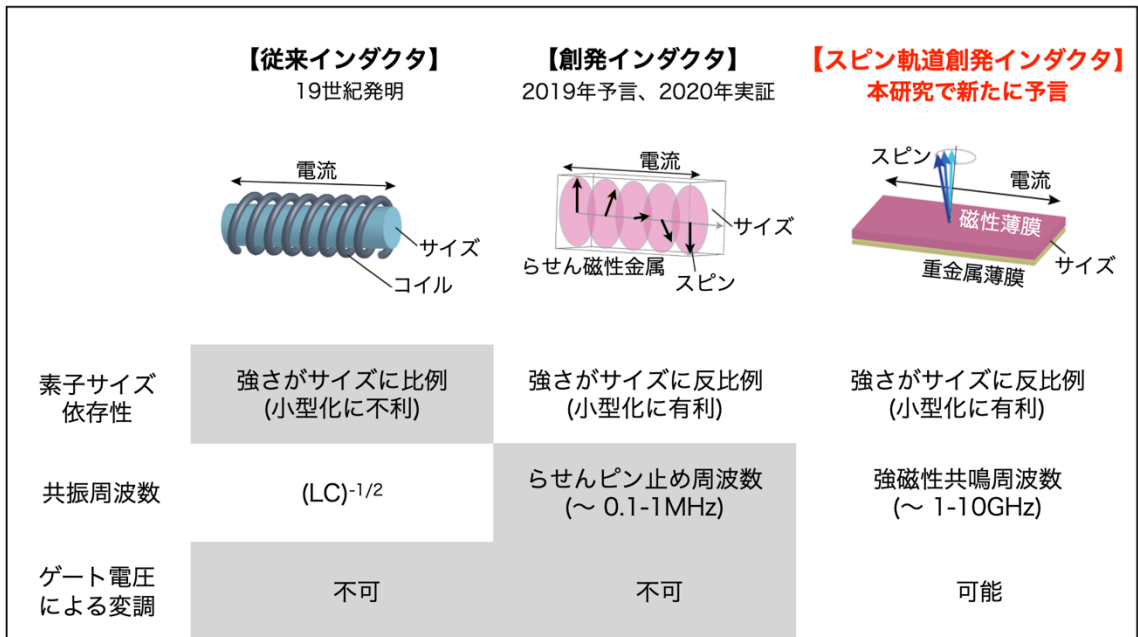 【従来インダクタ】
19世紀発明
【創発インダクタ】
2019年予言、2020年実証
【スピン軌道創発インダクタ】
本研究で新たに予言
電流
サイズ
コイル
電流
サイズ
らせん磁性金属
スピン
スピン
電流
磁性薄膜
重金属薄膜
サイズ
素子サイズ
依存性
強さがサイズに比例
(小型化に不利)
強さがサイズに反比例
(小型化に有利)
強さがサイズに反比例
(小型化に有利)
共振周波数
(LC)-1/2
らせんピン止め周波数
(〜 0.1-1MHz)
強磁性共鳴周波数
(〜 1-10GHz)
ゲート電圧
による変調
不可
不可
可能